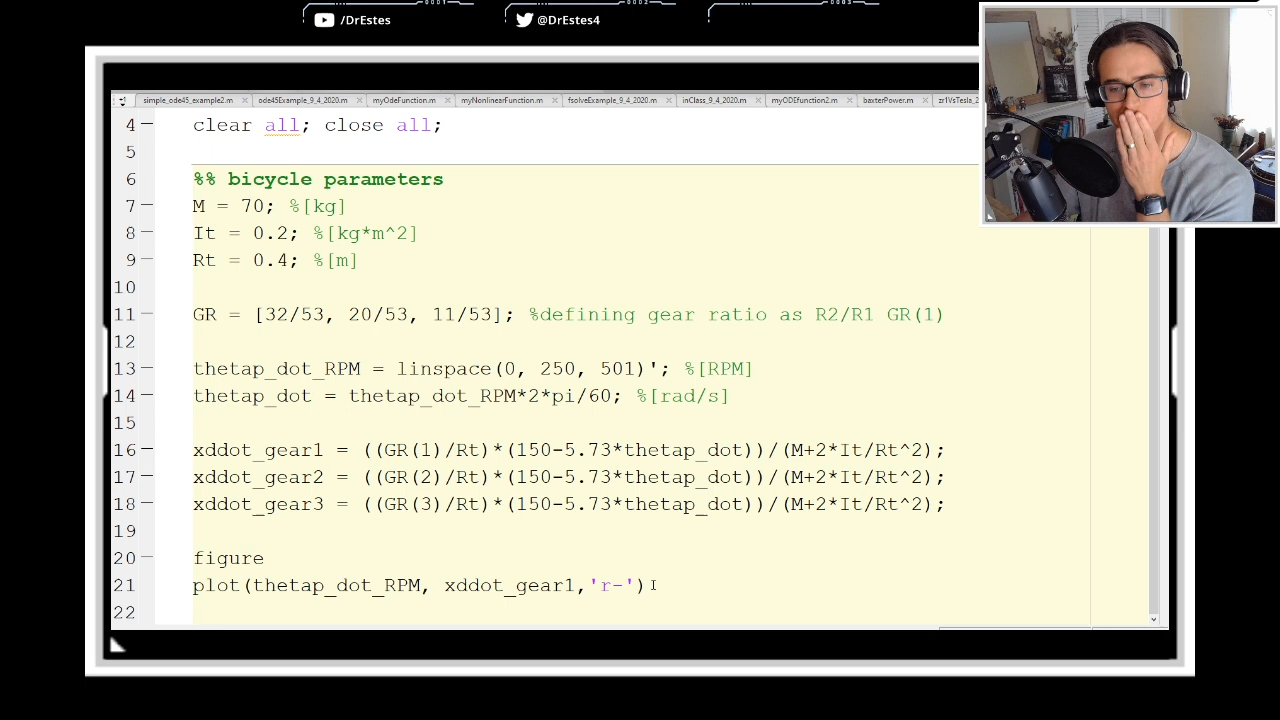 0001
0002
0003
/DrEstes
@DrEstes4
simple_ode45_example2.m
ode45Example_9_4_2020.m
myOdeFunction.m
myNonlinearFunction.m
fsolveExample_9_4_2020.m
inClass_9_4_2020.m
myODEfunction2.m
baxterPower.m
zr1VsTesla_2
4 clear all; close all;
5
6 %% bicycle parameters
7 M = 70; %[kg]
8 It = 0.2; %[kg*m^2]
9 Rt = 0.4; %[m]
10
11 GR = [32/53, 20/53, 11/53]; %defining gear ratio as R2/R1 GR(1)
12
13 thetap_dot_RPM = linspace(0, 250, 501)'; %[RPM]
14 thetap_dot = thetap_dot_RPM*2*pi/60; %[rad/s]
15
16 xddot_gear1 = ((GR(1)/Rt)*(150-5.73*thetap_dot))/(M+2*It/Rt^2);
17 xddot_gear2 = ((GR(2)/Rt)*(150-5.73*thetap_dot))/(M+2*It/Rt^2);
18 xddot_gear3 = ((GR(3)/Rt)*(150-5.73*thetap_dot))/(M+2*It/Rt^2);
19
20 figure
21 plot(thetap_dot_RPM, xddot_gear1,'r-')
22